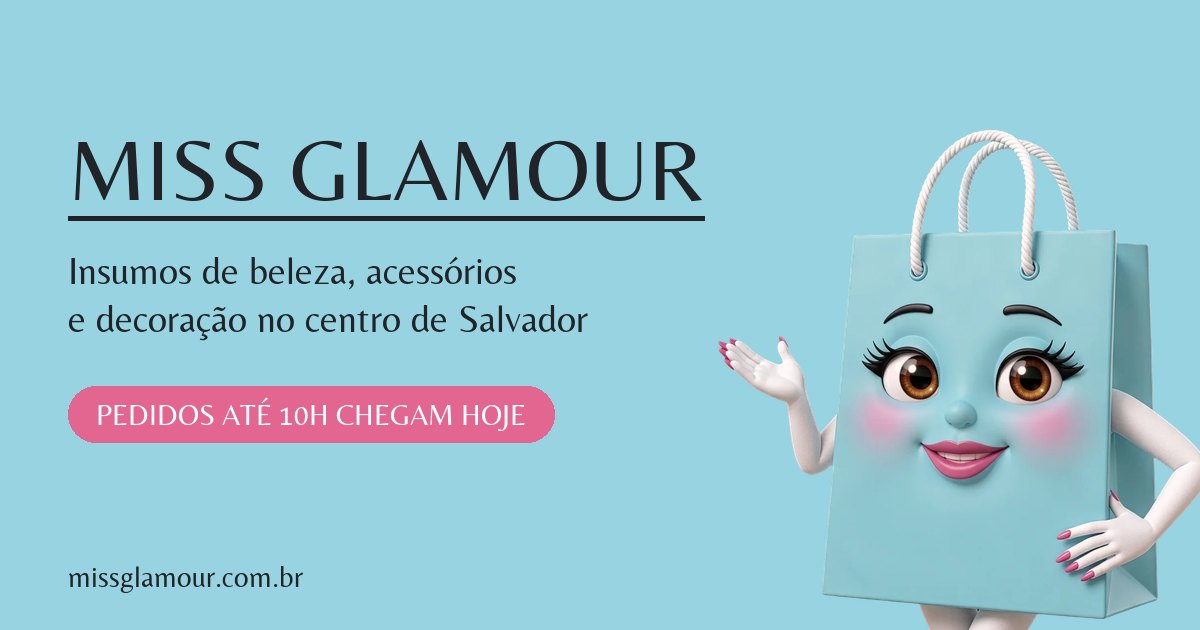 MISS GLAMOUR
Insumos de beleza, acessórios
e decoração no centro de Salvador
PEDIDOS ATÉ 10H CHEGAM HOJE
missglamour.com.br